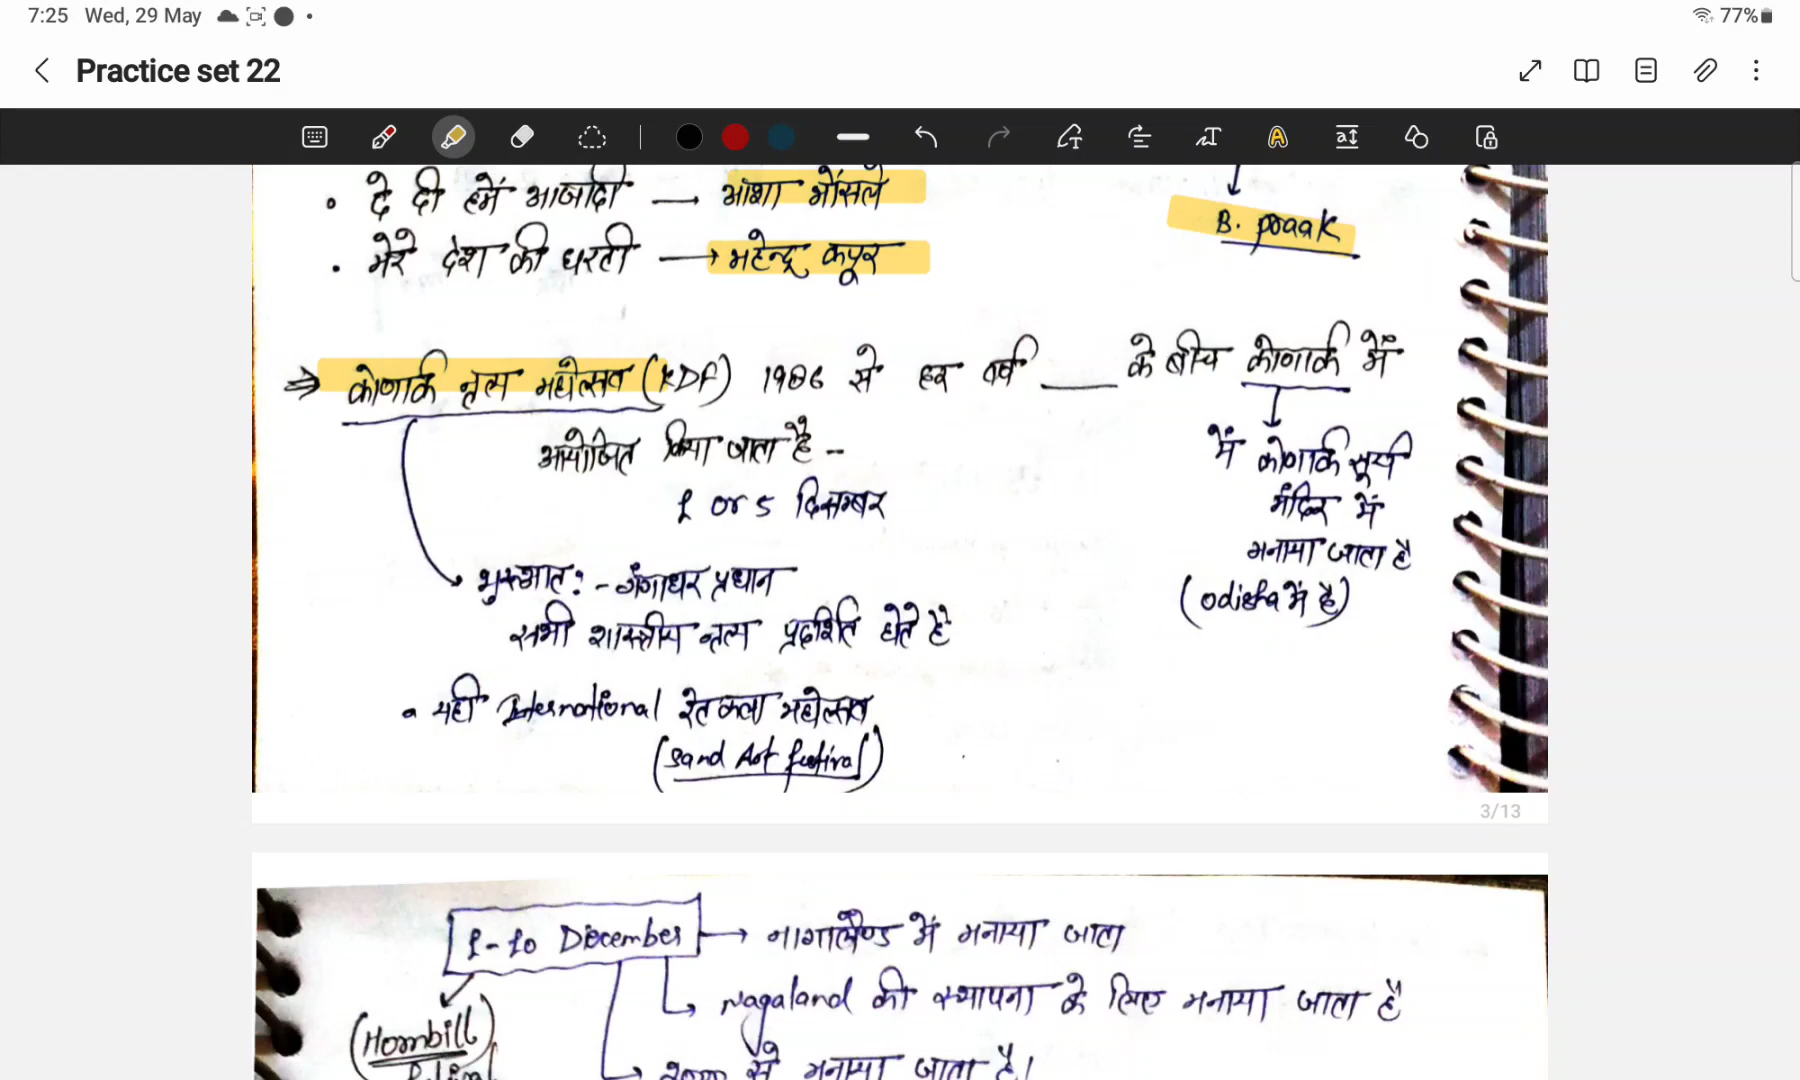 7:25 Wed, 29 May
77%
Practice set 22
• दे दी हमें आजादी → आशा भोंसले
B. praak
• मेरे देश की धरती → महेन्द्र कपूर
⇒ कोणार्क नृत्य महोत्सव (KDF) 1986 से हर वर्ष ____ के बीच कोणार्क में
आयोजित किया जाता है -
1 or 5 दिसम्बर
में कोणार्क सूर्य
मंदिर में
मनाया जाता है
(odisha में है)
शुरुआत: - गंगाधर प्रधान
सभी शास्त्रीय नृत्य प्रदर्शित होते है
• यही International रेत कला महोत्सव
(Sand Art festival)
3/13
1-10 December → नागालैण्ड में मनाया जाता
Nagaland की स्थापना के लिए मनाया जाता है
(Hornbill
2000 से मनाया जाता है।